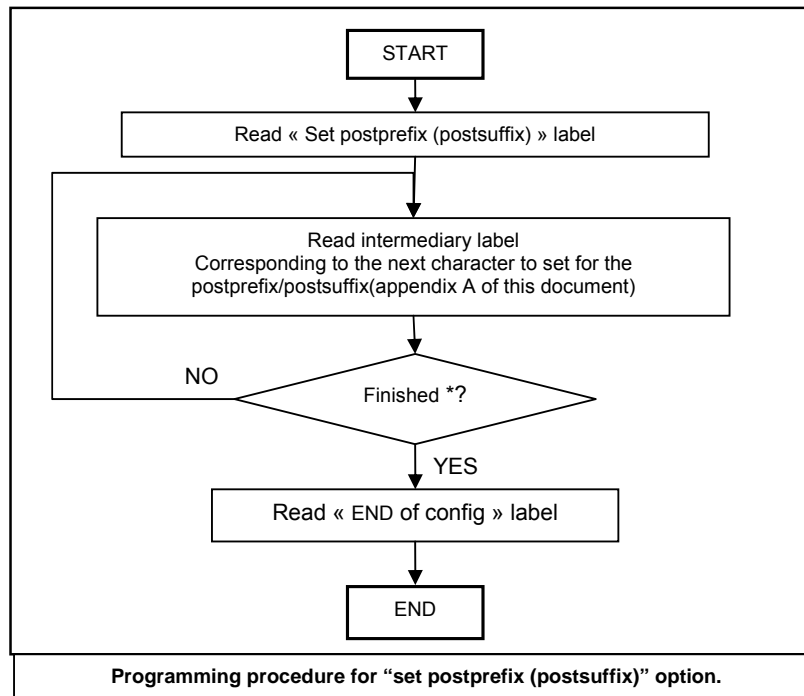 START
Read « Set postprefix (postsuffix) » label
Read intermediary label
Corresponding to the next character to set for the
postprefix/postsuffix(appendix A of this document)
NO
Finished *?
YES
Read « END of config » label
END
Programming procedure for “set postprefix (postsuffix)” option.